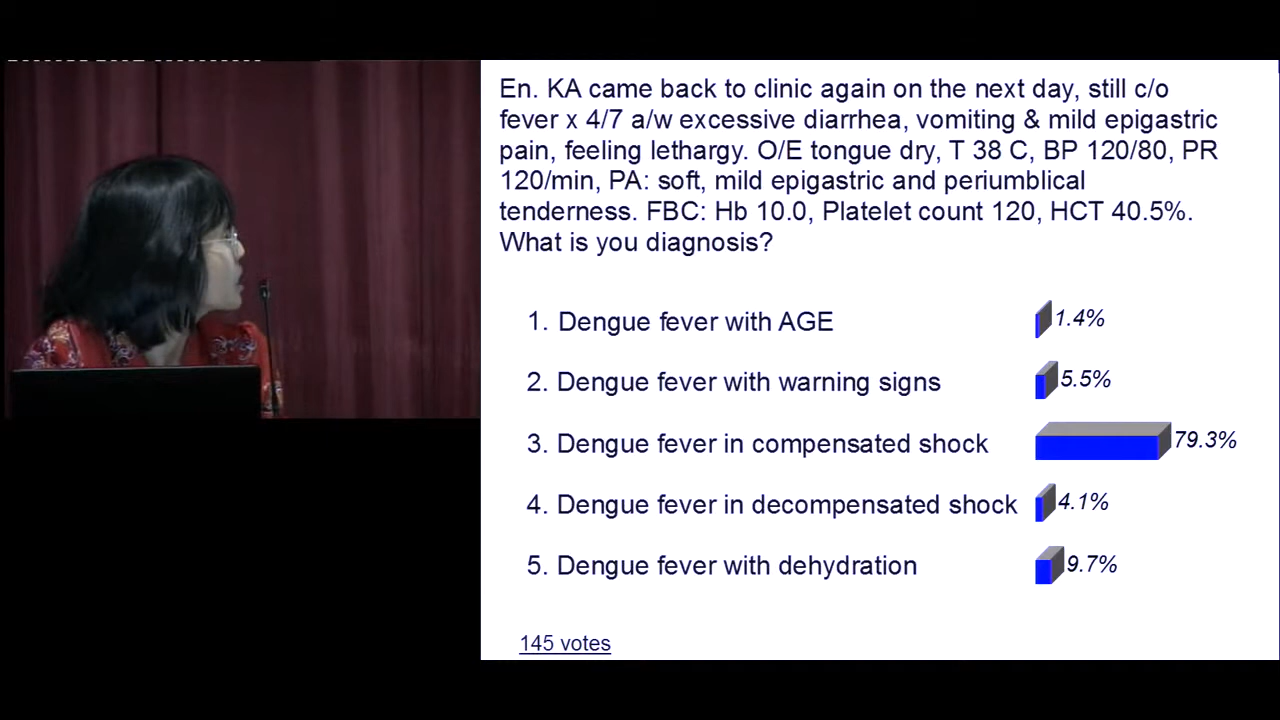 En. KA came back to clinic again on the next day, still c/o
fever x 4/7 a/w excessive diarrhea, vomiting & mild epigastric
pain, feeling lethargy. O/E tongue dry, T 38 C, BP 120/80, PR
120/min, PA: soft, mild epigastric and periumblical
tenderness. FBC: Hb 10.0, Platelet count 120, HCT 40.5%.
What is you diagnosis?
1. Dengue fever with AGE 1.4%
2. Dengue fever with warning signs 5.5%
3. Dengue fever in compensated shock 79.3%
4. Dengue fever in decompensated shock 4.1%
5. Dengue fever with dehydration 9.7%
145 votes